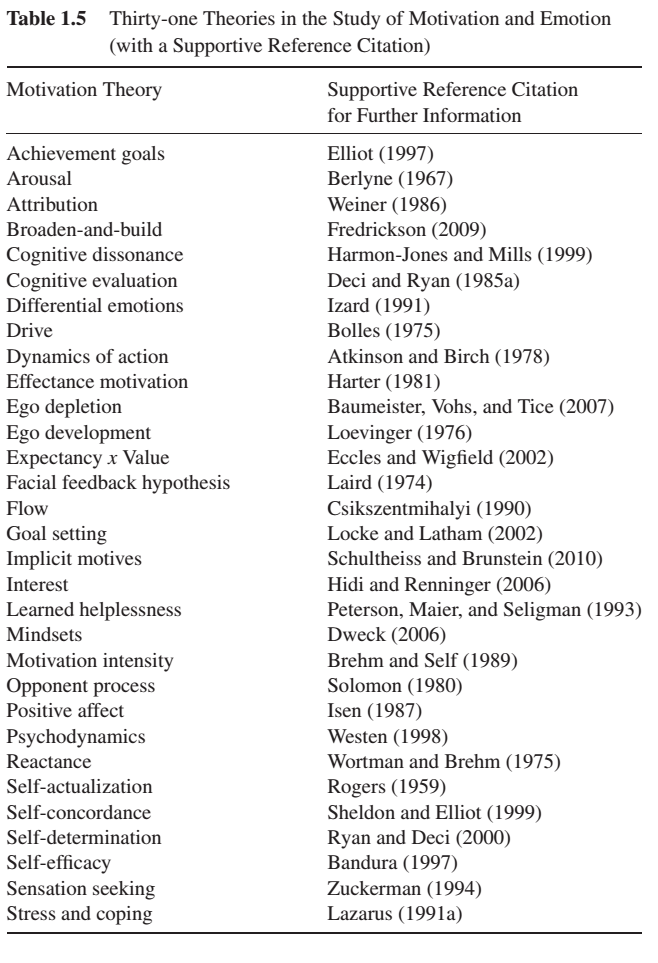 Table 1.5 Thirty-one Theories in the Study of Motivation and Emotion
(with a Supportive Reference Citation)
Motivation Theory Supportive Reference Citation
for Further Information
Achievement goals Elliot (1997)
Arousal Berlyne (1967)
Attribution Weiner (1986)
Broaden-and-build Fredrickson (2009)
Cognitive dissonance Harmon-Jones and Mills (1999)
Cognitive evaluation Deci and Ryan (1985a)
Differential emotions Izard (1991)
Drive Bolles (1975)
Dynamics of action Atkinson and Birch (1978)
Effectance motivation Harter (1981)
Ego depletion Baumeister, Vohs, and Tice (2007)
Ego development Loevinger (1976)
Expectancy x Value Eccles and Wigfield (2002)
Facial feedback hypothesis Laird (1974)
Flow Csikszentmihalyi (1990)
Goal setting Locke and Latham (2002)
Implicit motives Schultheiss and Brunstein (2010)
Interest Hidi and Renninger (2006)
Learned helplessness Peterson, Maier, and Seligman (1993)
Mindsets Dweck (2006)
Motivation intensity Brehm and Self (1989)
Opponent process Solomon (1980)
Positive affect Isen (1987)
Psychodynamics Westen (1998)
Reactance Wortman and Brehm (1975)
Self-actualization Rogers (1959)
Self-concordance Sheldon and Elliot (1999)
Self-determination Ryan and Deci (2000)
Self-efficacy Bandura (1997)
Sensation seeking Zuckerman (1994)
Stress and coping Lazarus (1991a)